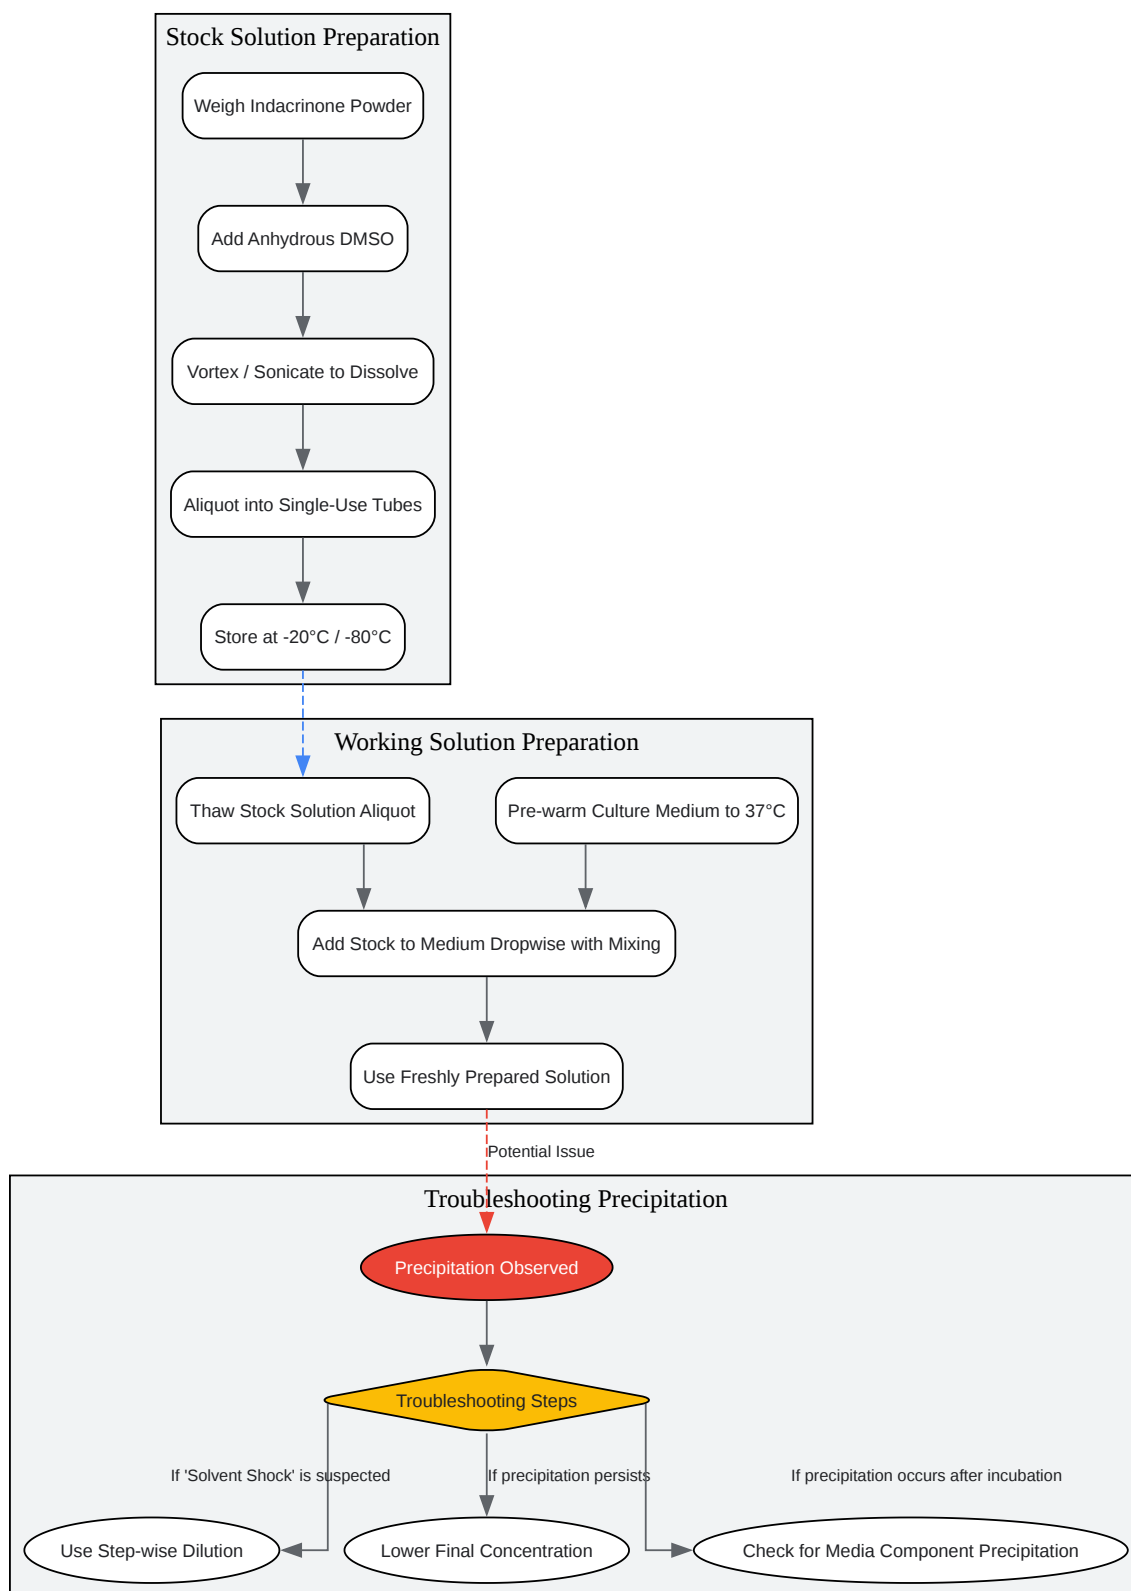 Stock Solution Preparation
Weigh Indacrinone Powder
Add Anhydrous DMSO
Vortex / Sonicate to Dissolve
Aliquot into Single-Use Tubes
Store at -20°C / -80°C
Working Solution Preparation
Thaw Stock Solution Aliquot
Pre-warm Culture Medium to 37°C
Add Stock to Medium Dropwise with Mixing
Use Freshly Prepared Solution
Potential Issue
Troubleshooting Precipitation
Precipitation Observed
Troubleshooting Steps
If 'Solvent Shock' is suspected
If precipitation persists
If precipitation occurs after incubation
Use Step-wise Dilution
Lower Final Concentration
Check for Media Component Precipitation